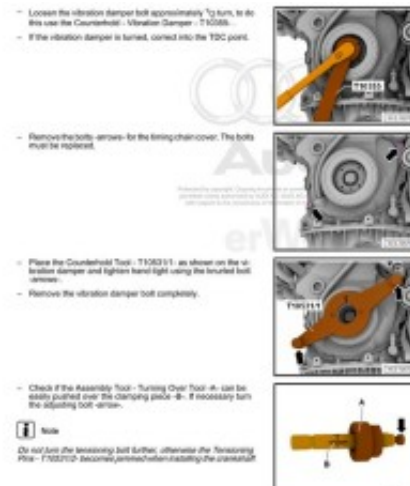 – Loosen the vibration damper bolt approximately turn, to do
this use the Counterhold - Vibration Damper - T10355-.
– If the vibration damper is turned, correct into the TDC point.
T10355
– Remove the bolts -arrows- for the timing chain cover. The bolts
must be replaced.
Audi
– Place the Counterhold Tool - T10531/1- as shown on the vi-
bration damper and tighten hand-tight using the knurled bolt
-arrows-.
– Remove the vibration damper bolt completely.
T10531/1
– Check if the Assembly Tool - Turning Over Tool -A- can be
easily pushed over the clamping piece -B-. If necessary turn
the adjusting bolt -arrow-.
A
B
i Note
Do not turn the tensioning bolt further, otherwise the Tensioning
Pins - T10531/2- becomes jammed when installing the crankshaft